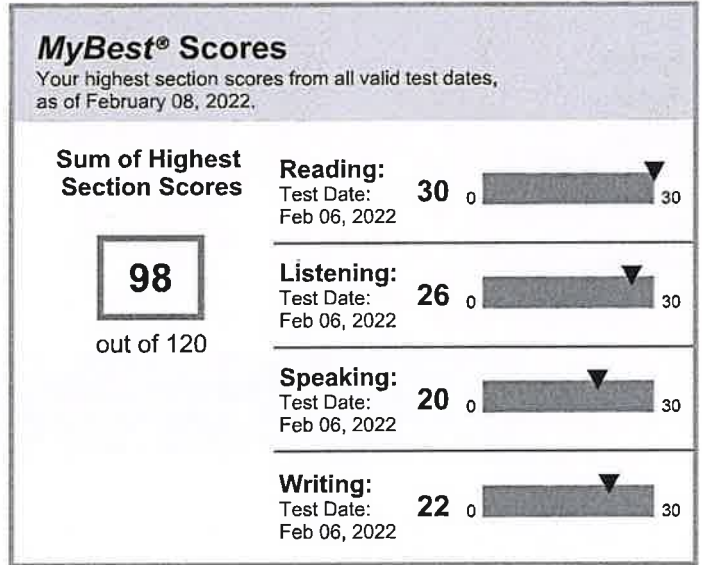 MyBest® Scores
Your highest section scores from all valid test dates,
as of February 08, 2022.
Sum of Highest
Section Scores
98
out of 120
Reading:
Test Date:
Feb 06, 2022
30
0
30
Listening:
Test Date:
Feb 06, 2022
26
0
30
Speaking:
Test Date:
Feb 06, 2022
20
0
30
Writing:
Test Date:
Feb 06, 2022
22
0
30